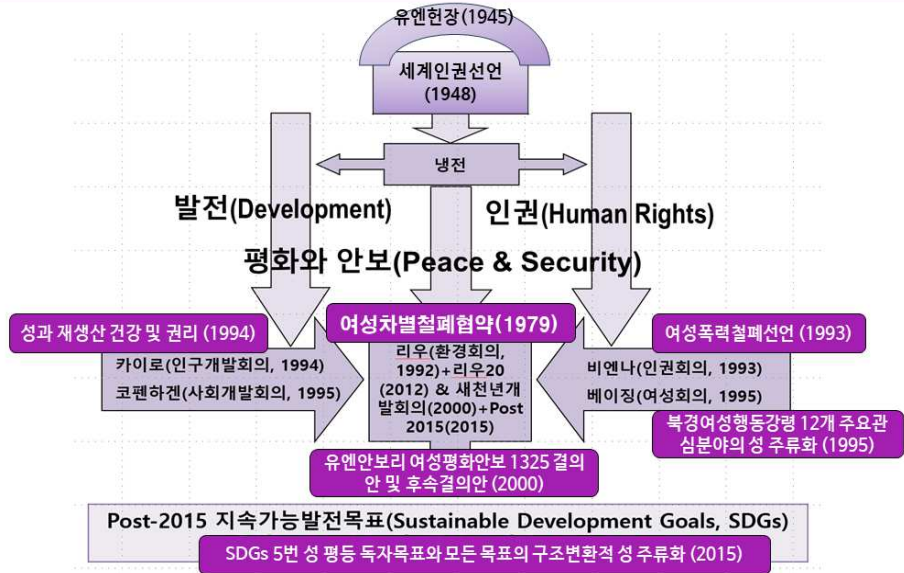 유엔헌장(1945)
세계인권선언
(1948)
냉전
발전(Development)
인권(Human Rights)
평화와 안보(Peace & Security)
성과 재생산 건강 및 권리 (1994)
카이로(인구개발회의, 1994)
코펜하겐(사회개발회의, 1995)
여성차별철폐협약(1979)
리우(환경회의,
1992)+리우20
(2012) & 새천년개
발회의(2000)+Post
2015(2015)
유엔안보리 여성평화안보 1325 결의
안 및 후속결의안 (2000)
여성폭력철폐선언 (1993)
비엔나(인권회의, 1993)
베이징(여성회의, 1995)
북경여성행동강령 12개 주요관
심분야의 성 주류화 (1995)
Post-2015 지속가능발전목표(Sustainable Development Goals, SDGs)
SDGs 5번 성 평등 독자목표와 모든 목표의 구조변환적 성 주류화 (2015)